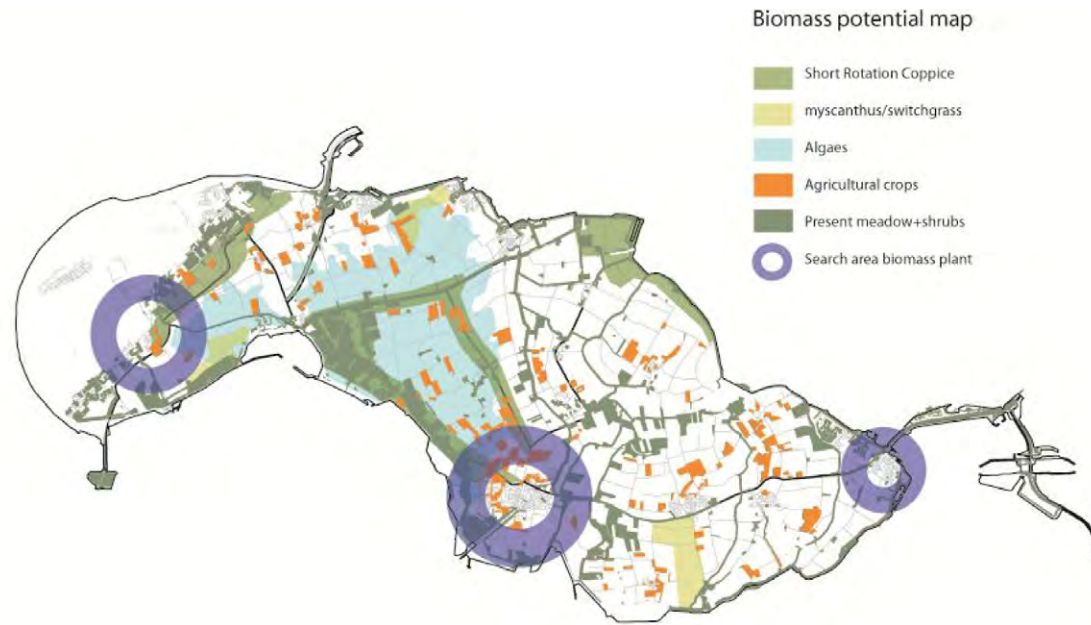 Biomass potential map
Short Rotation Coppice
myscanthus/switchgrass
Algaes
Agricultural crops
Present meadow+shrubs
Search area biomass plant